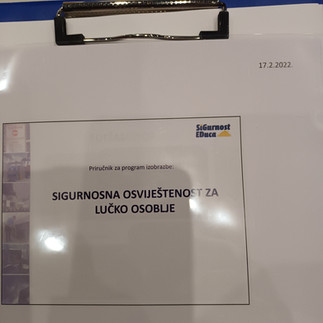 17.2.2022.
SiGurnost
EDuca
Priručnik za program izobrazbe:
SIGURNOSNA OSVIJEŠTENOST ZA
LUČKO OSOBLJE